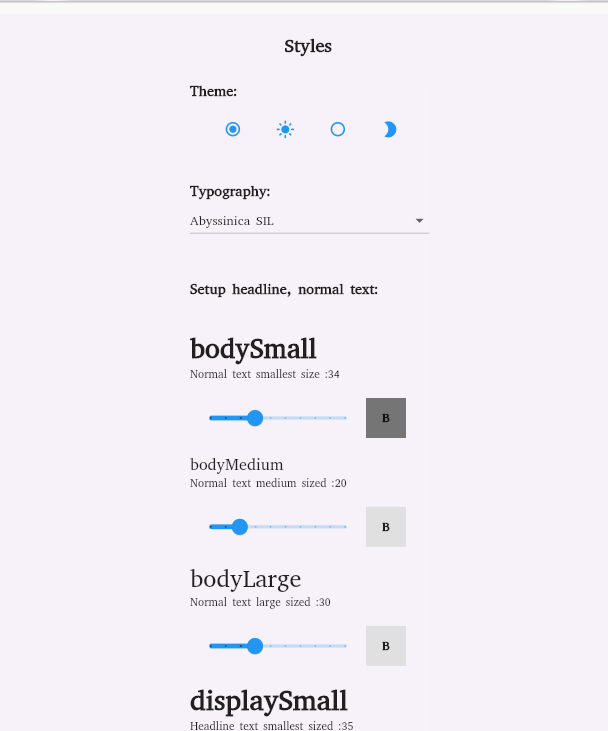 Styles
Theme:
Typography:
Abyssinica SIL
Setup headline, normal text:
bodySmall
Normal text smallest size :34
B
bodyMedium
Normal text medium sized :20
B
bodyLarge
Normal text large sized :30
B
displaySmall
Headline text smallest sized :35